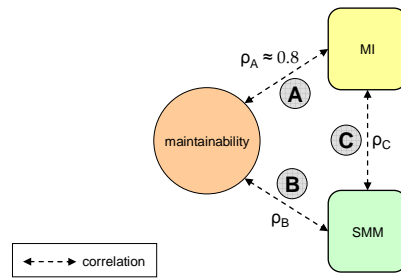 MI
ρA ≈ 0.8
A
maintainability
C
ρC
B
ρB
SMM
correlation